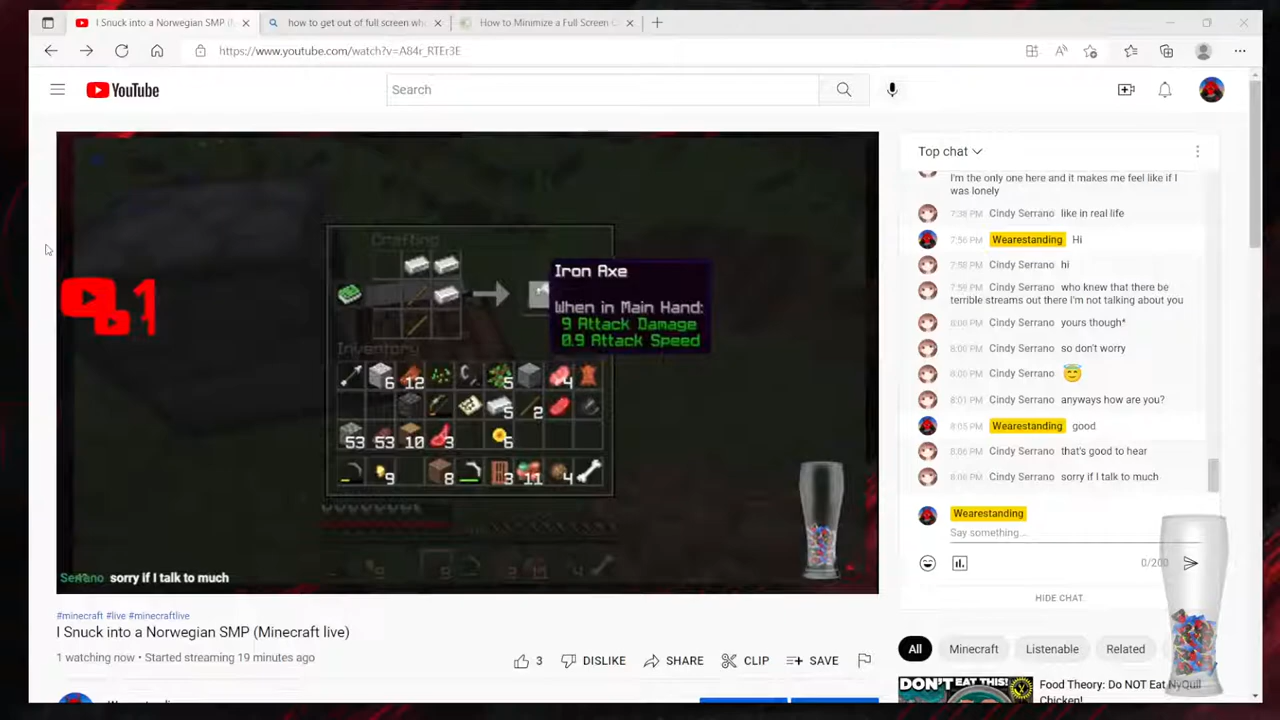 I Snuck into a Norwegian SMP (
how to get out of full screen wh
How to Minimize a Full Screen
https://www.youtube.com/watch?v=A84r_RTEr3E
YouTube
Search
Top chat
I'm the only one here and it makes me feel like if I
was lonely
7:38 PM Cindy Serrano like in real life
7:56 PM Wearestanding Hi
7:58 PM Cindy Serrano hi
7:59 PM Cindy Serrano who knew that there be
terrible streams out there I'm not talking about you
8:00 PM Cindy Serrano yours though*
8:00 PM Cindy Serrano so don't worry
8:00 PM Cindy Serrano
8:01 PM Cindy Serrano anyways how are you?
8:05 PM Wearestanding good
8:06 PM Cindy Serrano that's good to hear
8:06 PM Cindy Serrano sorry if I talk to much
Wearestanding
Say something...
0/200
HIDE CHAT
Crafting
Iron Axe
When in Main Hand:
9 Attack Damage
0.9 Attack Speed
1
Inventory
6 12 5 4
5 2
53 53 10 3 6
9 8 3 11 4
Serrano sorry if I talk to much
#minecraft #live #minecraftlive
I Snuck into a Norwegian SMP (Minecraft live)
1 watching now • Started streaming 19 minutes ago
3 DISLIKE SHARE CLIP SAVE
All Minecraft Listenable Related
DON'T EAT THIS!
Food Theory: Do NOT Eat NyQuil
Chicken!